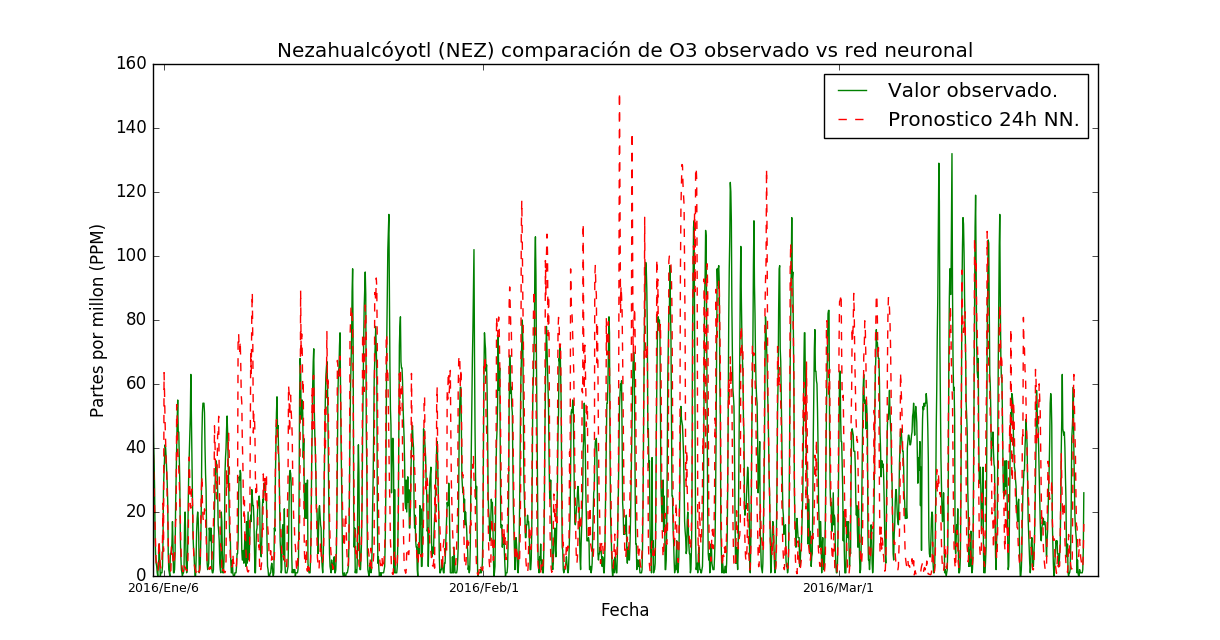 Nezahualcóyotl (NEZ) comparación de O3 observado vs red neuronal
160
140
120
100
80
60
40
20
0
Partes por millon (PPM)
Valor observado.
Pronostico 24h NN.
2016/Ene/6
2016/Feb/1
2016/Mar/1
Fecha